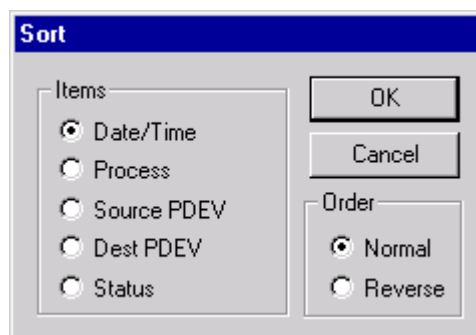 Sort
Items
Date/Time
Process
Source PDEV
Dest PDEV
Status
OK
Cancel
Order
Normal
Reverse